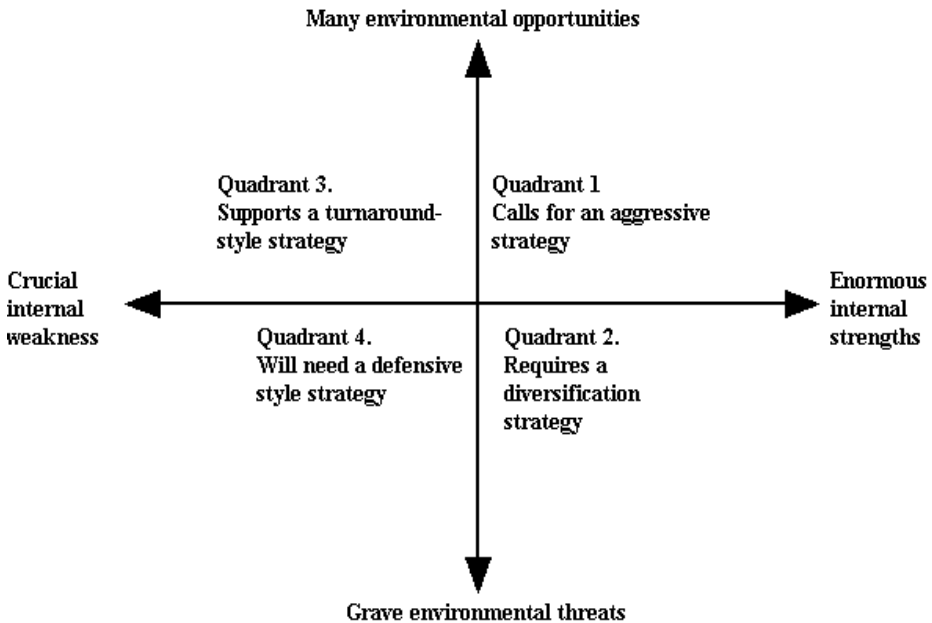 Many environmental opportunities
Quadrant 3.
Supports a turnaround-
style strategy
Quadrant 1
Calls for an aggressive
strategy
Crucial
internal
weakness
Enormous
internal
strengths
Quadrant 4.
Will need a defensive
style strategy
Quadrant 2.
Requires a
diversification
strategy
Grave environmental threats